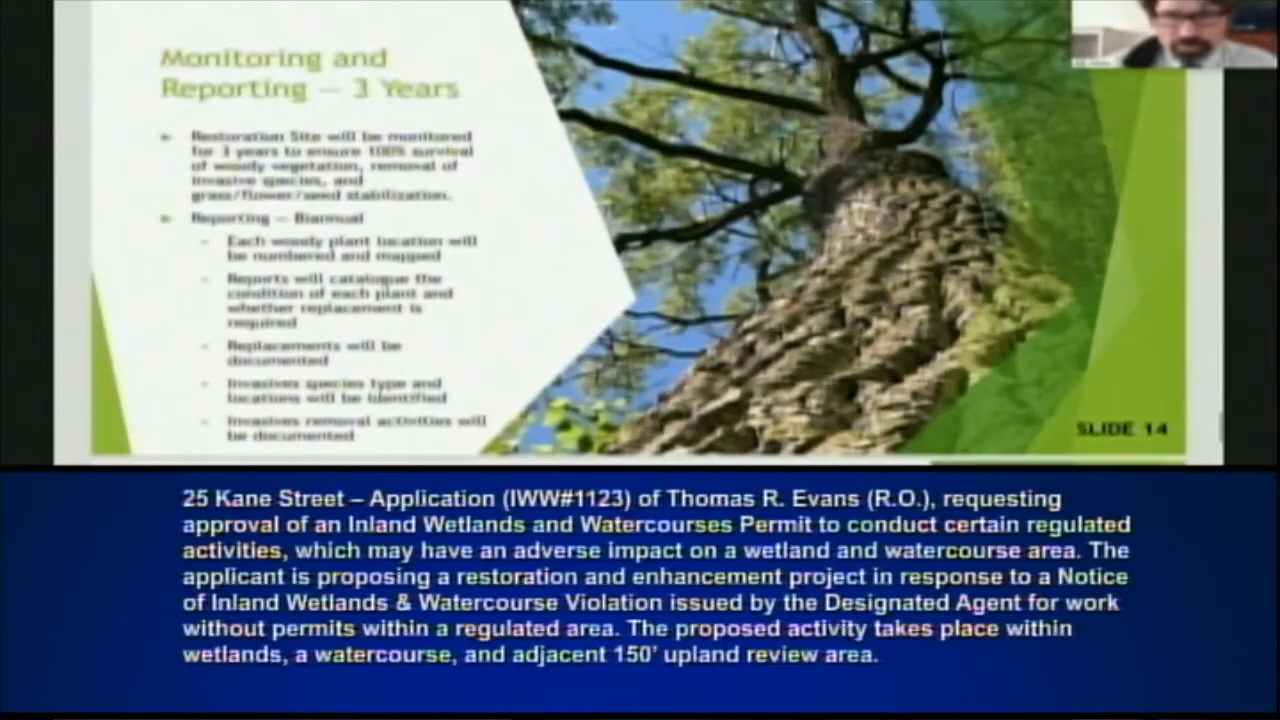 Monitoring and
Reporting – 3 Years
Restoration Site will be monitored
for 3 years to ensure 100% survival
of woody vegetation, removal of
invasive species, and
grass/flower/seed stabilization.
Reporting – Biannual
- Each woody plant location will
be numbered and mapped
- Reports will catalogue the
condition of each plant and
whether replacement is
required
- Replacements will be
documented
- Invasives species type and
locations will be identified
- Invasives removal activities will
be documented
SLIDE 14
25 Kane Street – Application (IWW#1123) of Thomas R. Evans (R.O.), requesting
approval of an Inland Wetlands and Watercourses Permit to conduct certain regulated
activities, which may have an adverse impact on a wetland and watercourse area. The
applicant is proposing a restoration and enhancement project in response to a Notice
of Inland Wetlands & Watercourse Violation issued by the Designated Agent for work
without permits within a regulated area. The proposed activity takes place within
wetlands, a watercourse, and adjacent 150' upland review area.